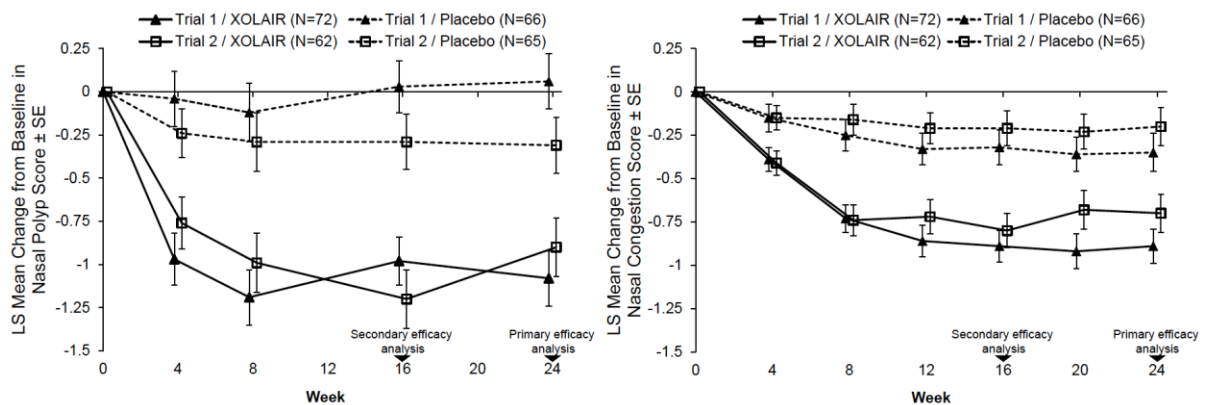 Trial 1 / XOLAIR (N=72) Trial 1 / Placebo (N=66)
Trial 2 / XOLAIR (N=62) Trial 2 / Placebo (N=65)
LS Mean Change from Baseline in
Nasal Polyp Score ± SE
0.25
0
-0.25
-0.5
-0.75
-1
-1.25
-1.5
Secondary efficacy
analysis
Primary efficacy
analysis
0 4 8 12 16 20 24
Week
Trial 1 / XOLAIR (N=72) Trial 1 / Placebo (N=66)
Trial 2 / XOLAIR (N=62) Trial 2 / Placebo (N=65)
LS Mean Change from Baseline in
Nasal Congestion Score ± SE
0.25
0
-0.25
-0.5
-0.75
-1
-1.25
-1.5
Secondary efficacy
analysis
Primary efficacy
analysis
0 4 8 12 16 20 24
Week